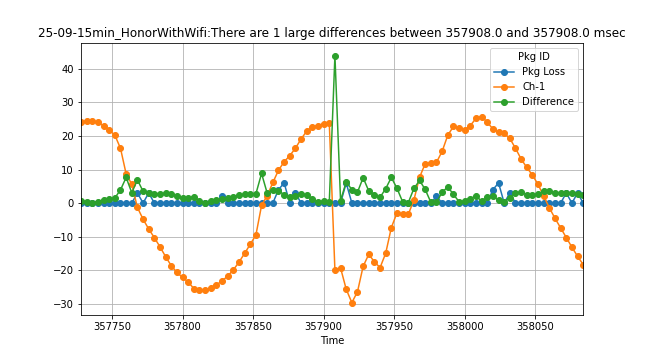 25-09-15min_HonorWithWifi:There are 1 large differences between 357908.0 and 357908.0 msec
Pkg ID
Pkg Loss
Ch-1
Difference
40
30
20
10
0
−10
−20
−30
357750 357800 357850 357900 357950 358000 358050
Time